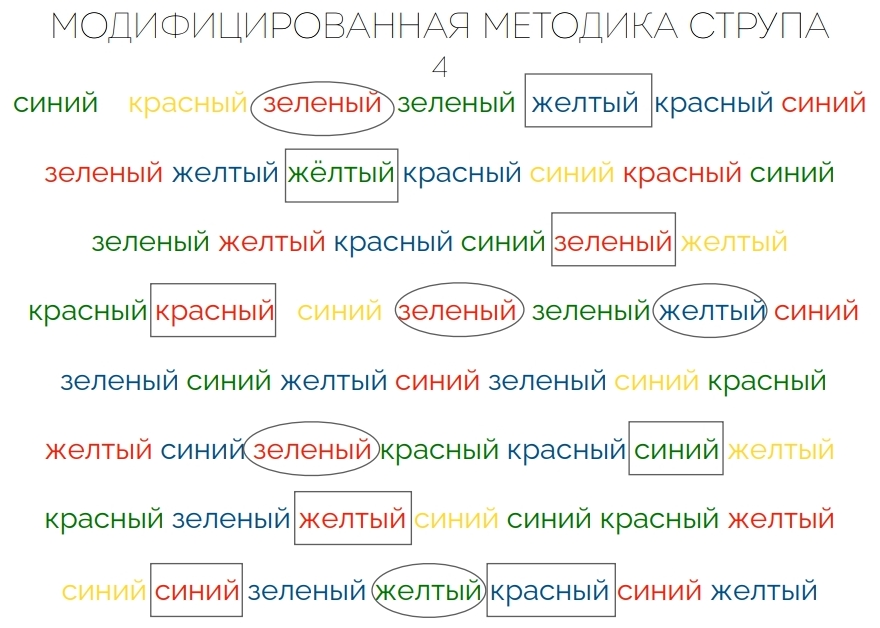 МОДИФИЦИРОВАННАЯ МЕТОДИКА СТРУПА
4
синий красный зеленый зеленый желтый красный синий
зеленый желтый жёлтый красный синий красный синий
зеленый желтый красный синий зеленый желтый
красный красный синий зеленый зеленый желтый синий
зеленый синий желтый синий зеленый синий красный
желтый синий зеленый красный красный синий желтый
красный зеленый желтый синий синий красный желтый
синий синий зеленый желтый красный синий желтый